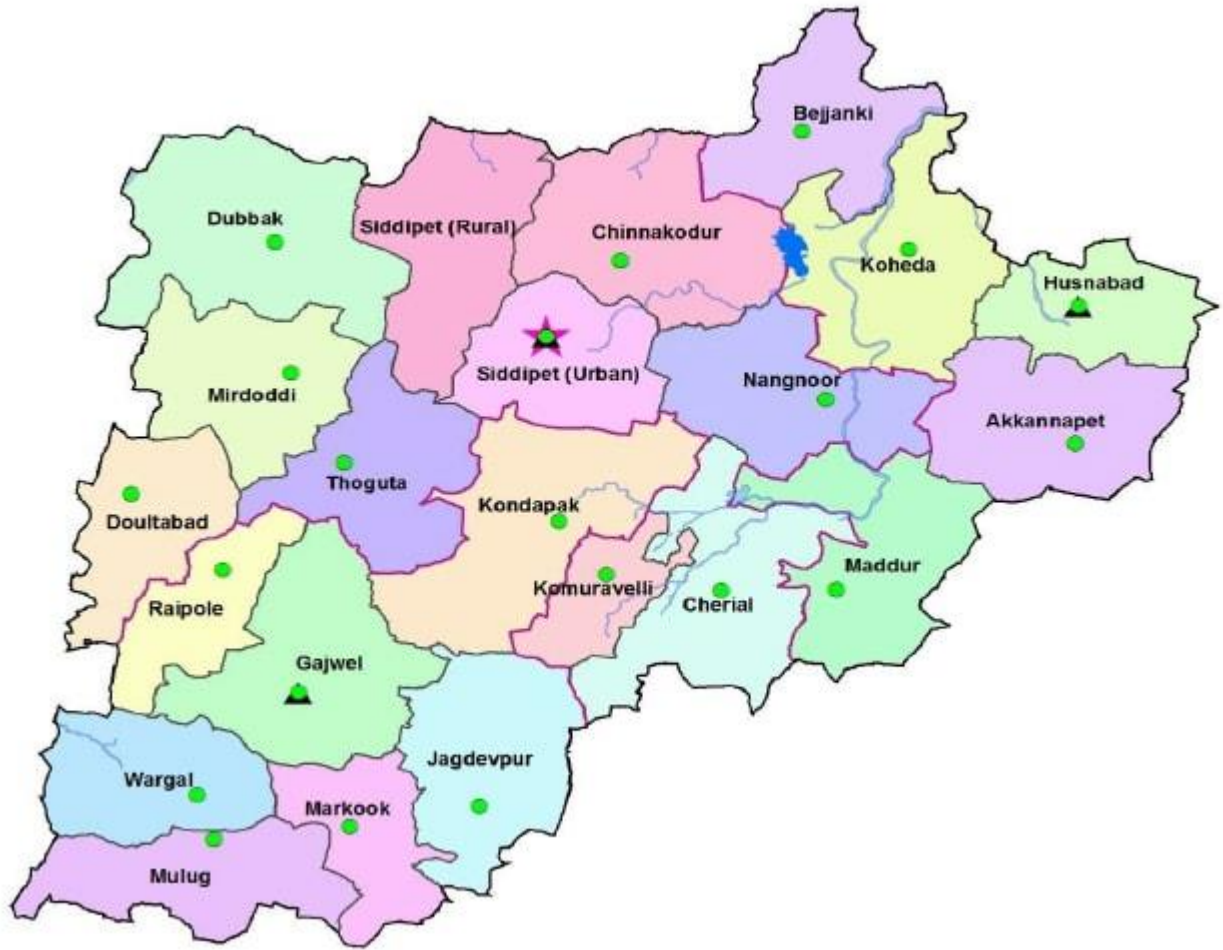 Bejjanki
Dubbak
Siddipet (Rural)
Chinnakodur
Koheda
Husnabad
Siddipet (Urban)
Nangnoor
Mirdoddi
Akkannapet
Thoguta
Kondapak
Doultabad
Maddur
Komuravelli
Cherial
Raipole
Gajwel
Jagdevpur
Wargal
Markook
Mulug